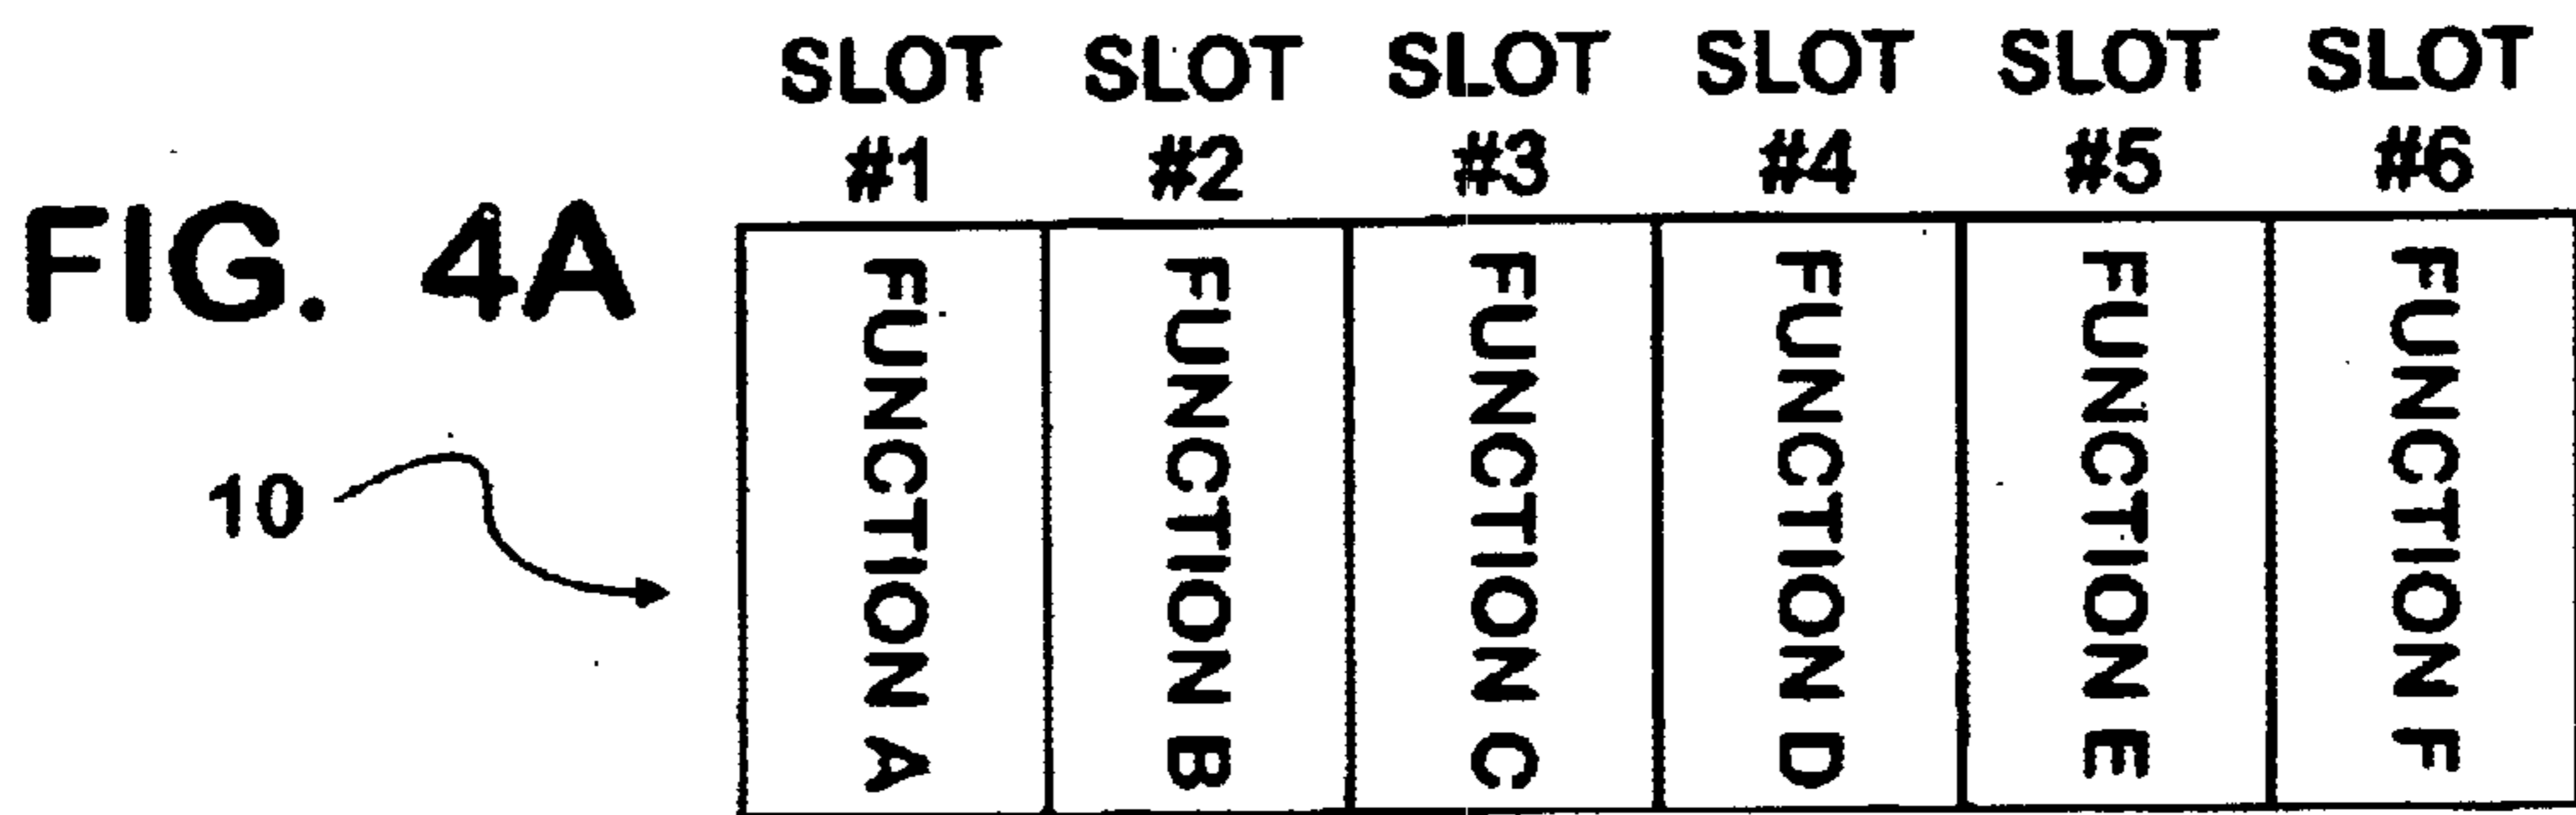 SLOT SLOT SLOT SLOT SLOT SLOT
#1 #2 #3 #4 #5 #6
FIG. 4A
10
FUNCTION A
FUNCTION B
FUNCTION C
FUNCTION D
FUNCTION E
FUNCTION F